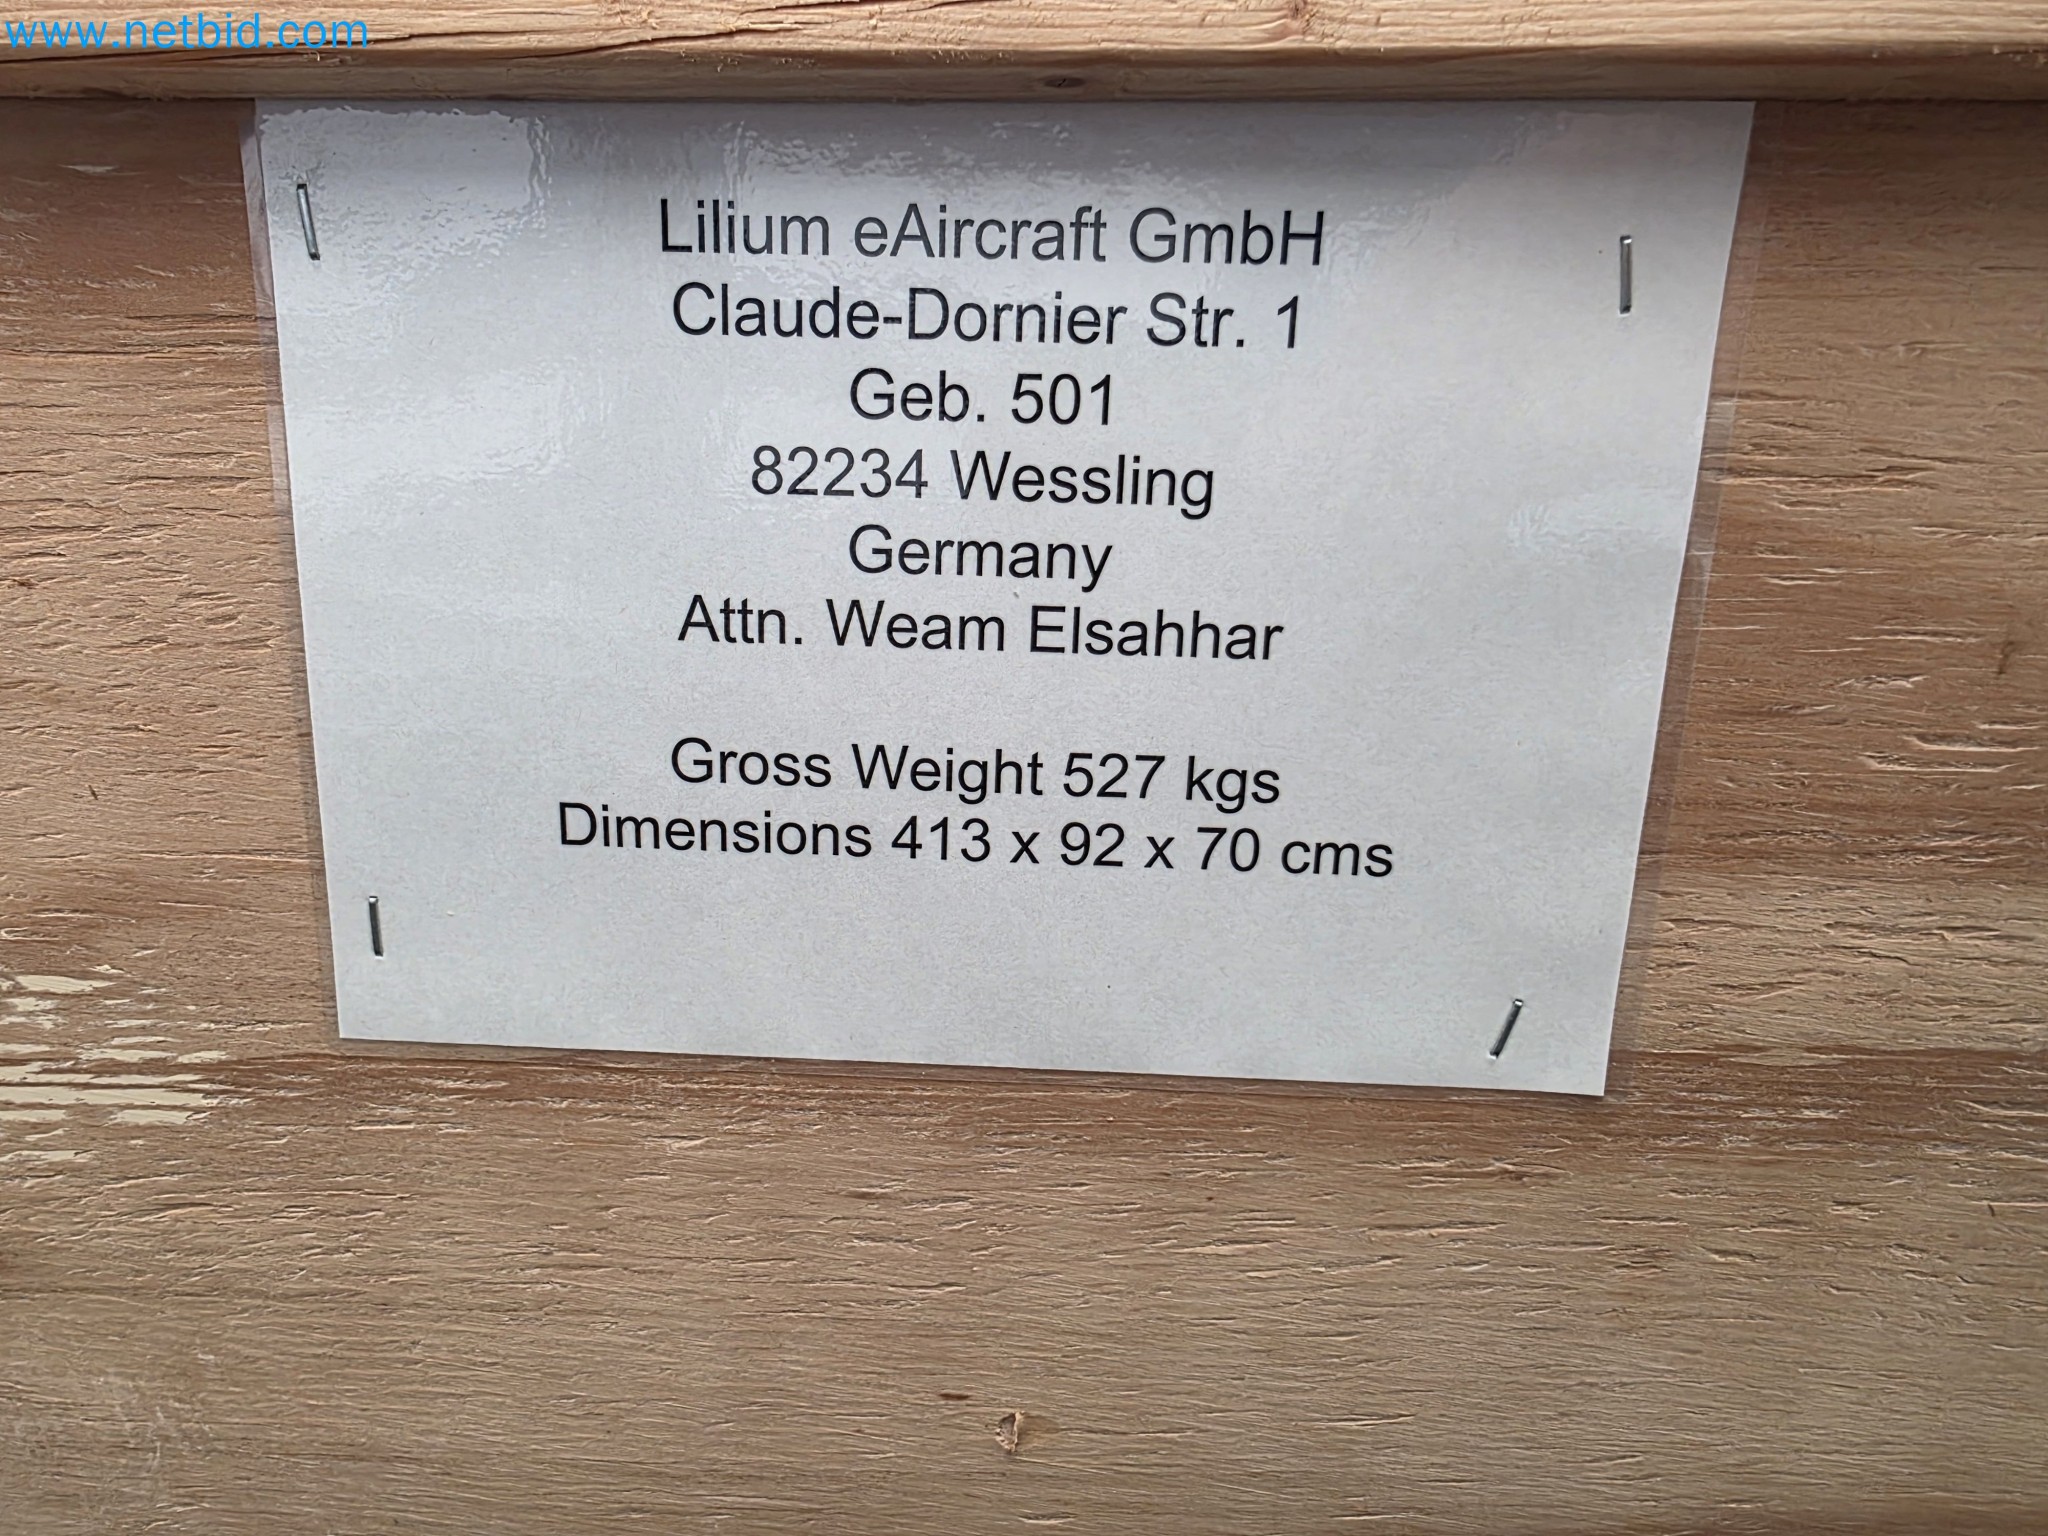 www.netbid.com
Lilium eAircraft GmbH
Claude-Dornier Str. 1
Geb. 501
82234 Wessling
Germany
Attn. Weam Elsahhar
Gross Weight 527 kgs
Dimensions 413 x 92 x 70 cms